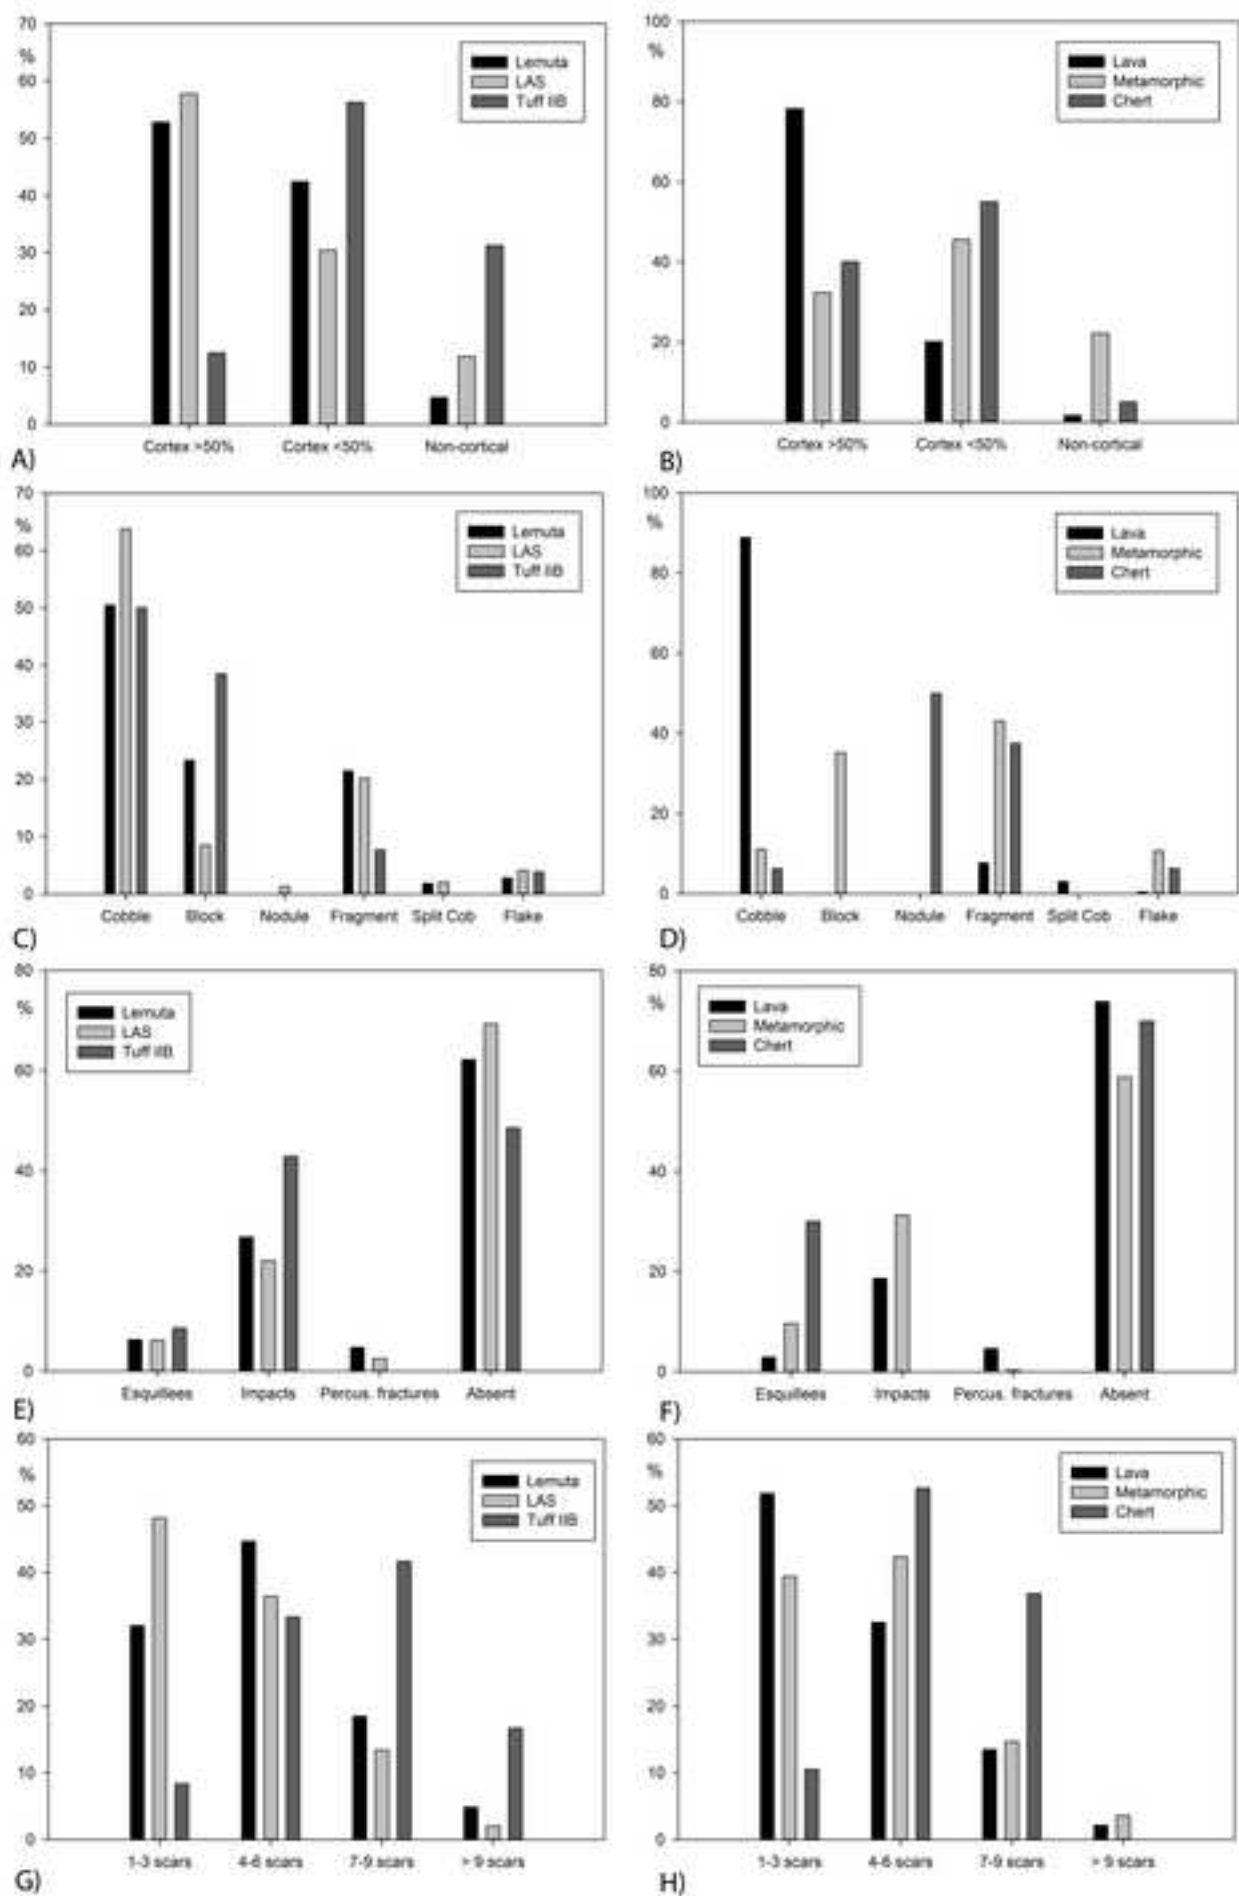 70
%
60
50
40
30
20
10
0
Lemuta
LAS
Tuff IIB
Cortex >50% Cortex <50% Non-cortical
A)
100
%
80
60
40
20
0
Lava
Metamorphic
Chert
Cortex >50% Cortex <50% Non-cortical
B)
70
%
60
50
40
30
20
10
0
Lemuta
LAS
Tuff IIB
Cobble Block Nodule Fragment Split Cob Flake
C)
100
%
80
60
40
20
0
Lava
Metamorphic
Chert
Cobble Block Nodule Fragment Split Cob Flake
D)
80
%
60
40
20
0
Lemuta
LAS
Tuff IIB
Esquillees Impacts Percus. fractures Absent
E)
80
%
60
40
20
0
Lava
Metamorphic
Chert
Esquillees Impacts Percus. fractures Absent
F)
60
%
50
40
30
20
10
0
Lemuta
LAS
Tuff IIB
1-3 scars 4-6 scars 7-9 scars > 9 scars
G)
60
%
50
40
30
20
10
0
Lava
Metamorphic
Chert
1-3 scars 4-6 scars 7-9 scars > 9 scars
H)